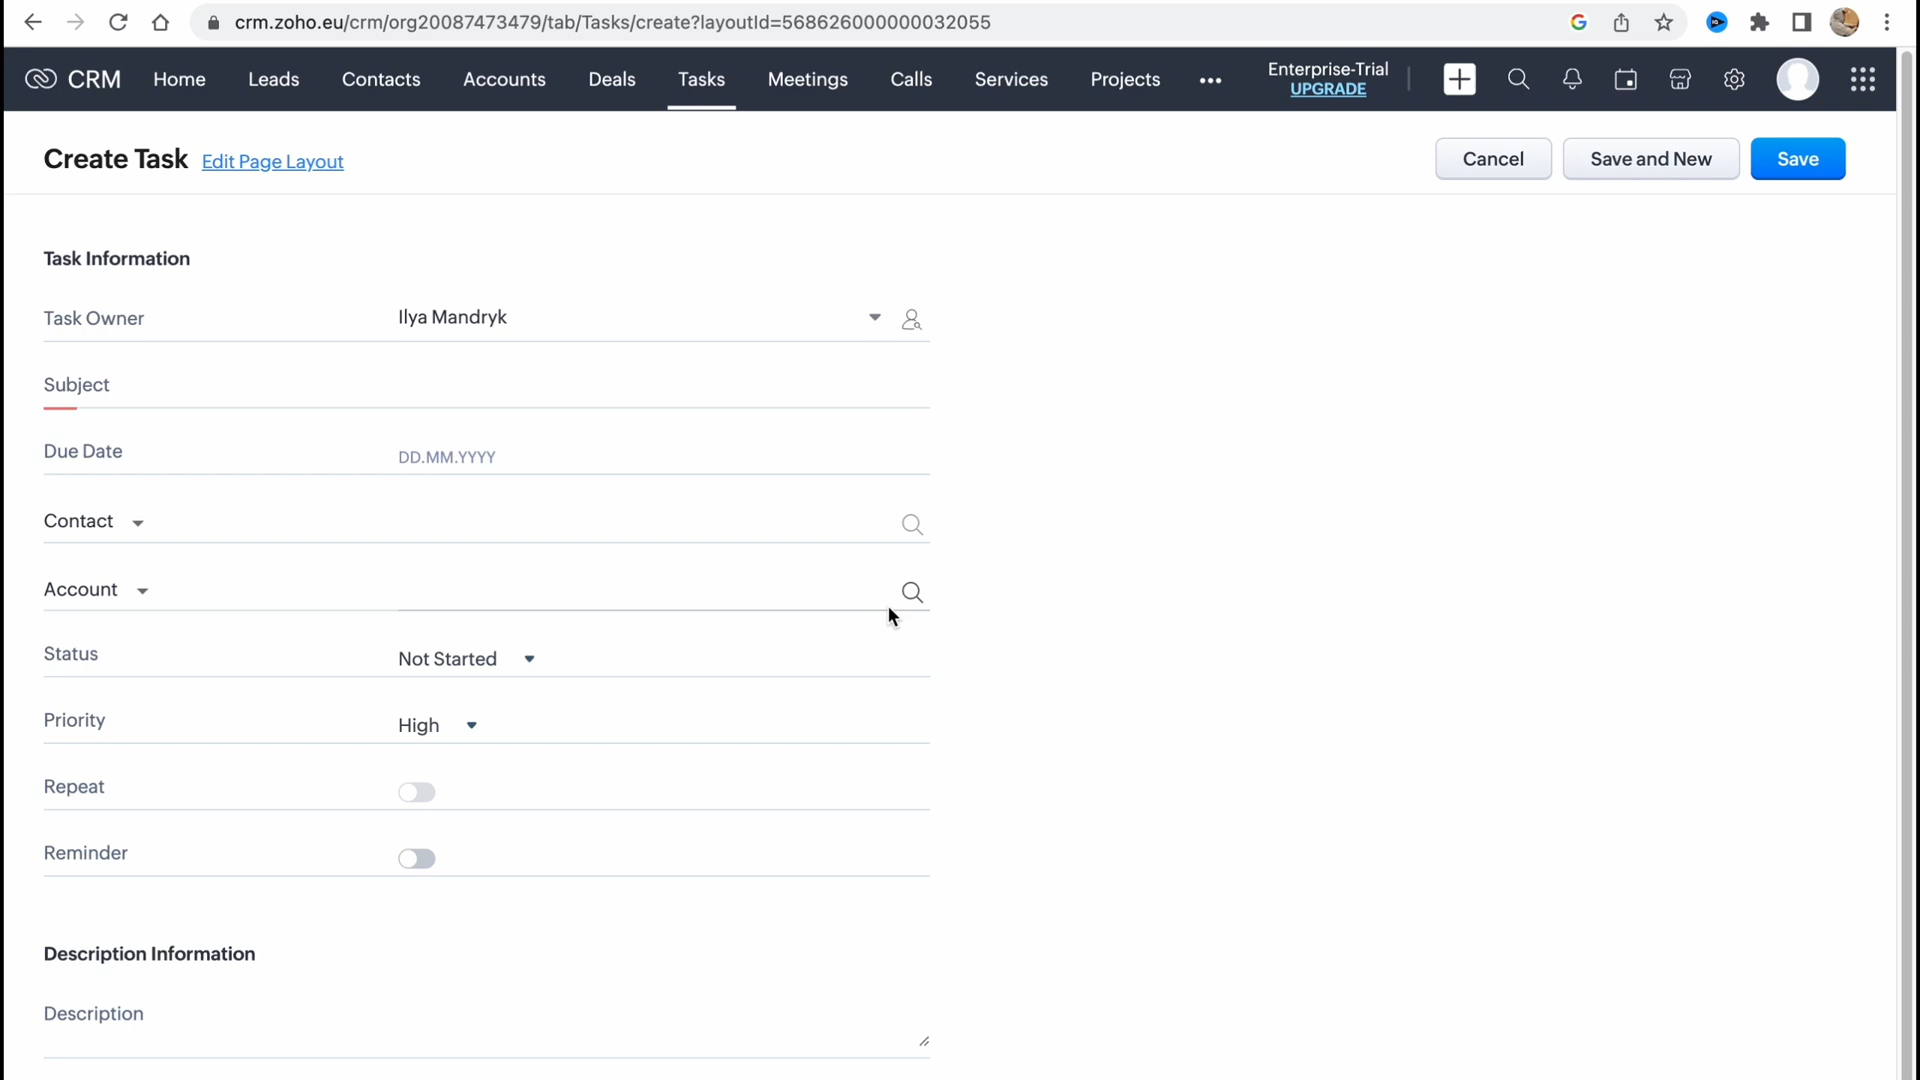 crm.zoho.eu/crm/org20087473479/tab/Tasks/create?layoutId=568626000000032055
CRM Home Leads Contacts Accounts Deals Tasks Meetings Calls Services Projects ••• Enterprise-Trial
UPGRADE
Create Task Edit Page Layout Cancel Save and New Save
Task Information
Task Owner Ilya Mandryk
Subject
Due Date DD.MM.YYYY
Contact
Account
Status Not Started
Priority High
Repeat
Reminder
Description Information
Description